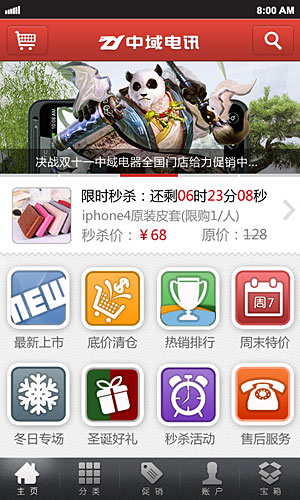 8:00 AM
中域电讯
决战双十一中域电器全国门店给力促销中...
限时秒杀：还剩06时23分08秒
iphone4原装皮套(限购1/人)
秒杀价：￥68 原价：128
NEW
周7
最新上市 底价清仓 热销排行 周末特价
冬日专场 圣诞好礼 秒杀活动 售后服务
主页 分类 促销 账户 宝箱